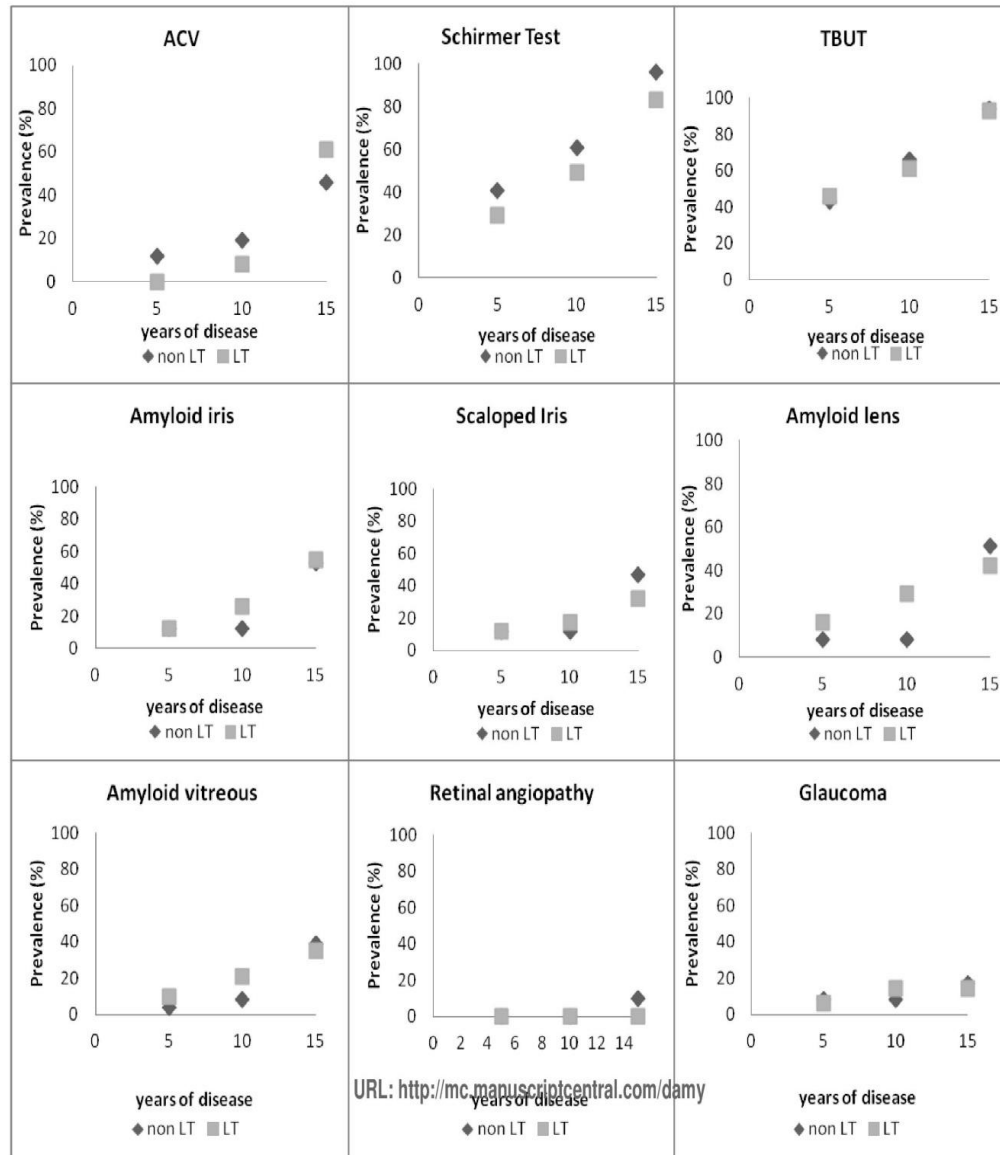 ACV
Prevalence (%)
100
80
60
40
20
0
0 5 10 15
years of disease
non LT LT
Schirmer Test
Prevalence (%)
100
80
60
40
20
0
0 5 10 15
years of disease
non LT LT
TBUT
Prevalence (%)
100
80
60
40
20
0
0 5 10 15
years of disease
non LT LT
Amyloid iris
Prevalence (%)
100
80
60
40
20
0
0 5 10 15
years of disease
non LT LT
Scaloped Iris
Prevalence (%)
100
80
60
40
20
0
0 5 10 15
years of disease
non LT LT
Amyloid lens
Prevalence (%)
100
80
60
40
20
0
0 5 10 15
years of disease
non LT LT
Amyloid vitreous
Prevalence (%)
100
80
60
40
20
0
0 5 10 15
years of disease
non LT LT
Retinal angiopathy
Prevalence (%)
100
80
60
40
20
0
0 2 4 6 8 10 12 14
years of disease
non LT LT
Glaucoma
Prevalence (%)
100
80
60
40
20
0
0 5 10 15
years of disease
non LT LT
URL: http://mc.manuscriptcentral.com/damy